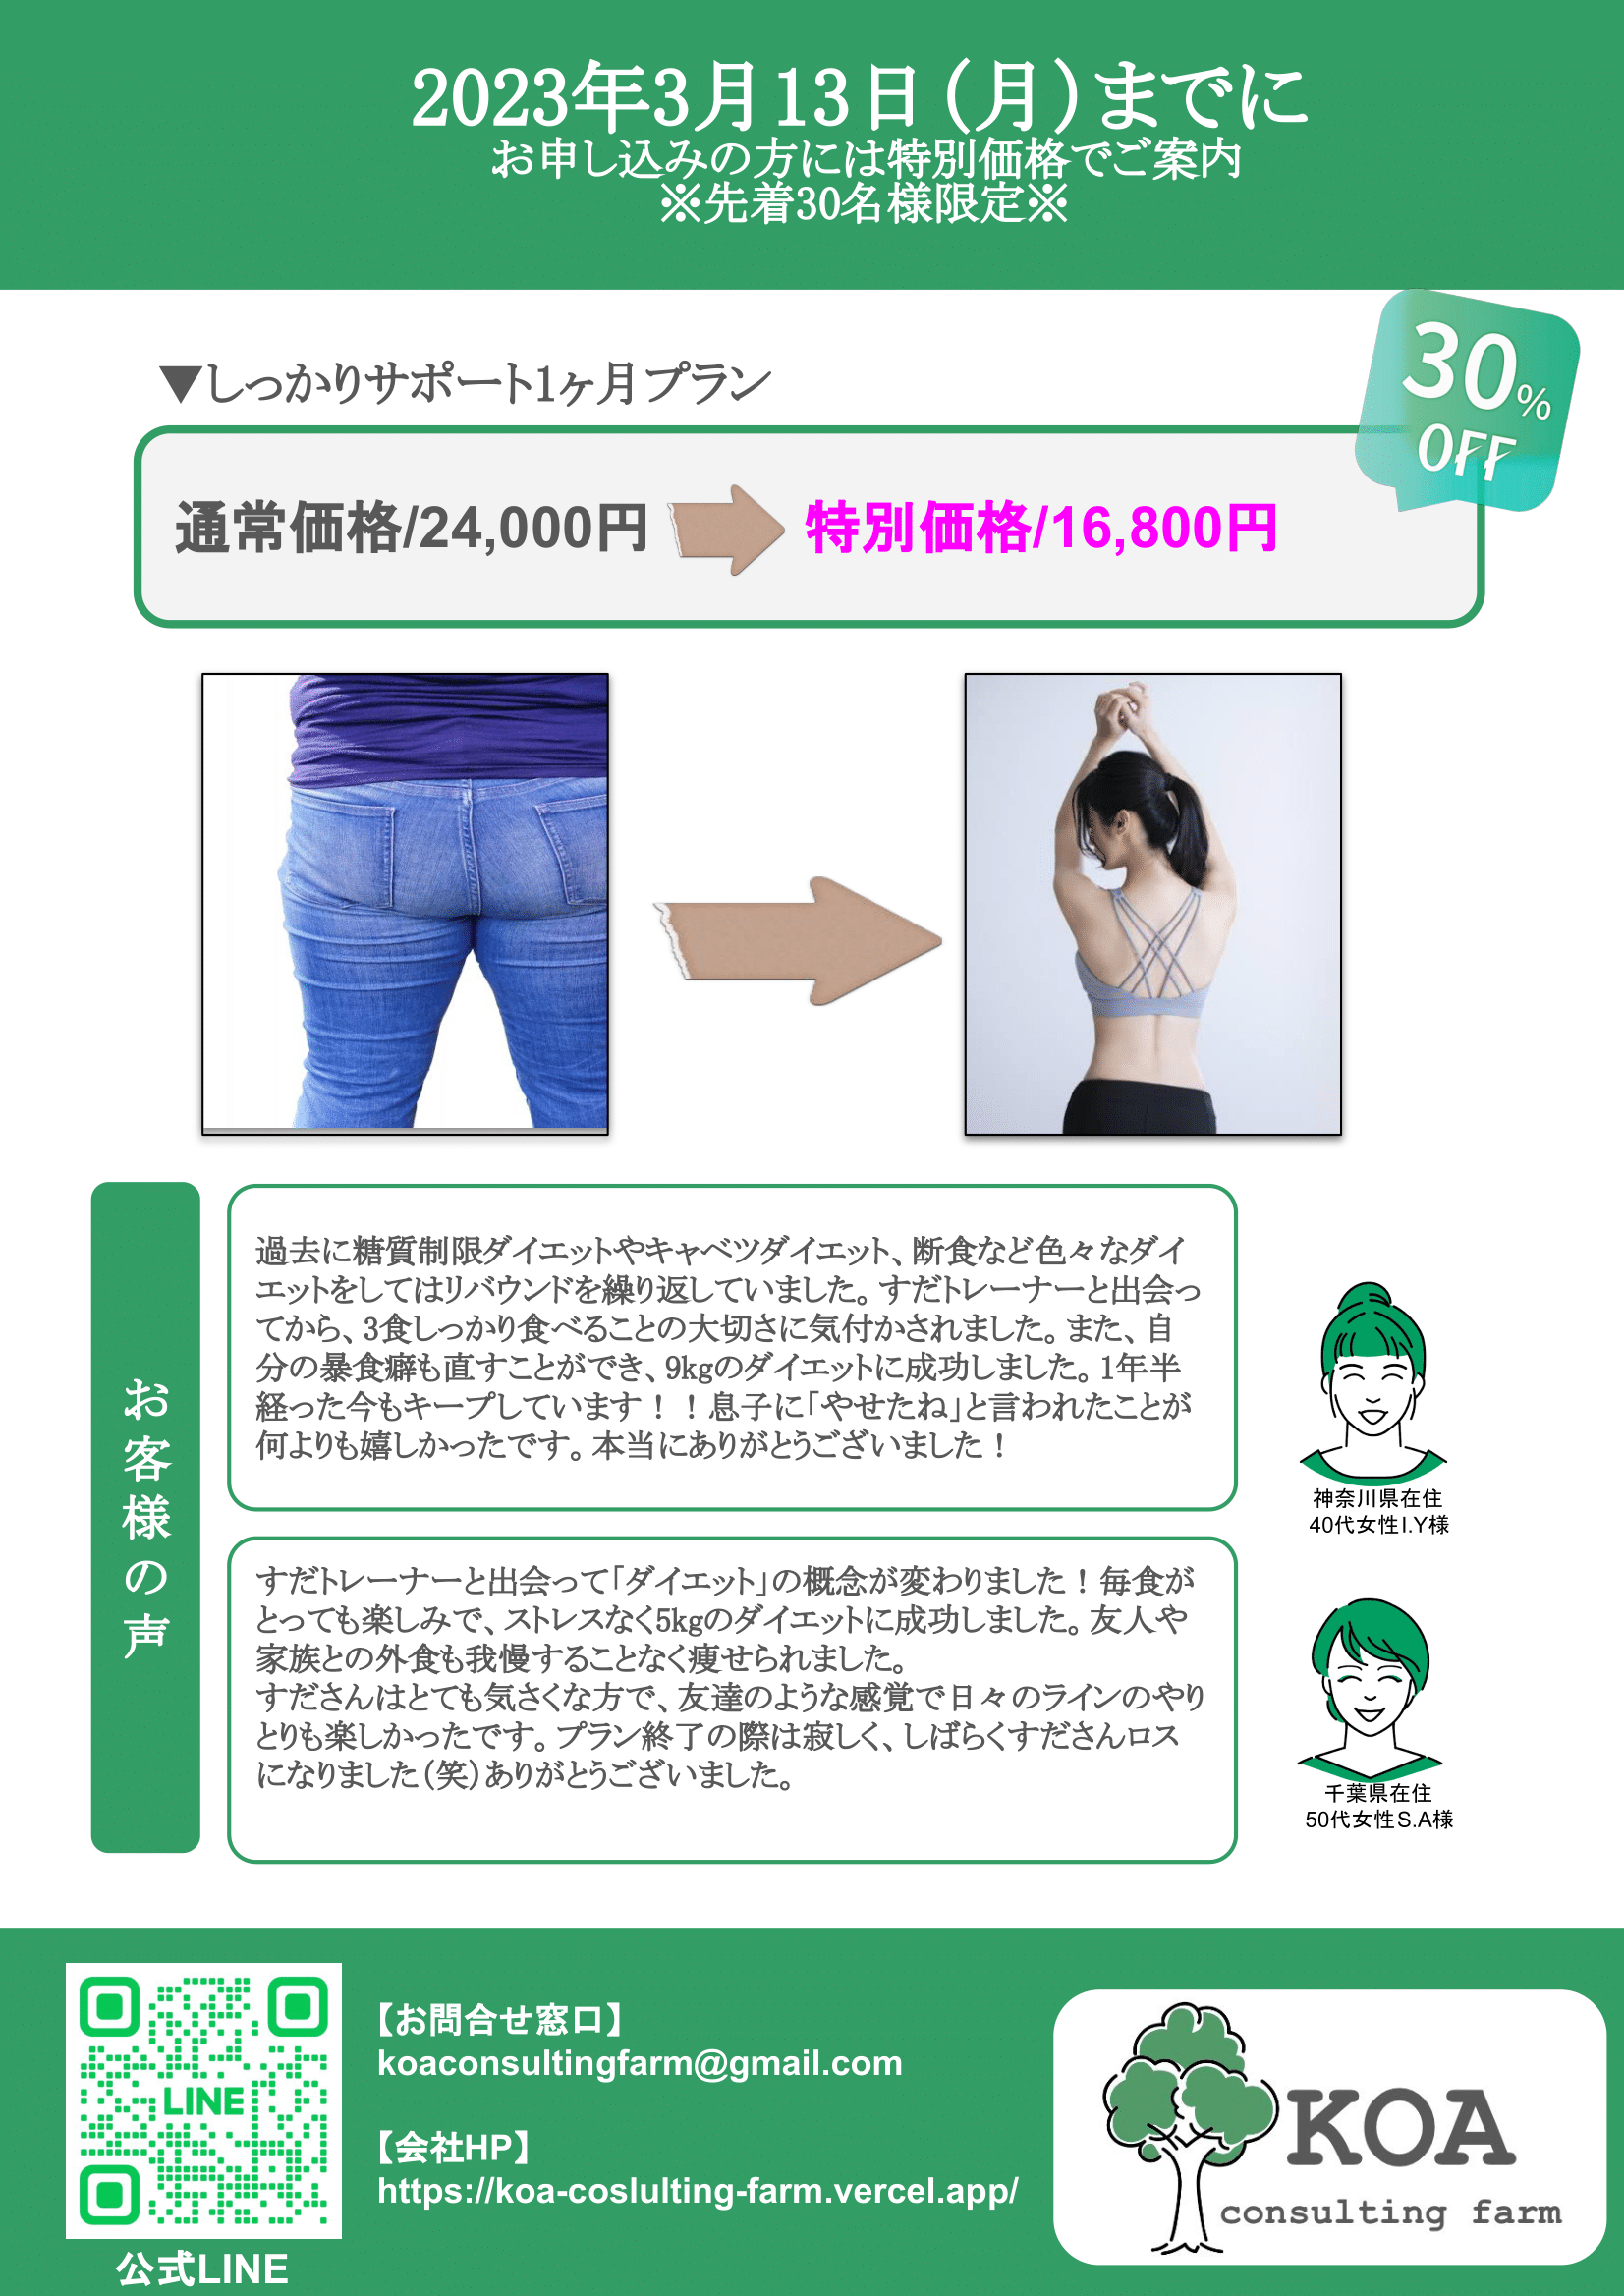 2023年3月13日（月）までに
お申し込みの方には特別価格でご案内
※先着30名様限定※
▼しっかりサポート1ヶ月プラン
30%
OFF
通常価格/24,000円
特別価格/16,800円
お客様の声
過去に糖質制限ダイエットやキャベツダイエット、断食など色々なダイ
エットをしてはリバウンドを繰り返していました。すだトレーナーと出会っ
てから、3食しっかり食べることの大切さに気付かされました。また、自
分の暴食癖も直すことができ、9kgのダイエットに成功しました。1年半
経った今もキープしています！！息子に「やせたね」と言われたことが
何よりも嬉しかったです。本当にありがとうございました！
神奈川県在住
40代女性I.Y様
すだトレーナーと出会って「ダイエット」の概念が変わりました！毎食が
とっても楽しみで、ストレスなく5kgのダイエットに成功しました。友人や
家族との外食も我慢することなく痩せられました。
すださんはとても気さくな方で、友達のような感覚で日々のラインのやり
とりも楽しかったです。プラン終了の際は寂しく、しばらくすださんロス
になりました（笑）ありがとうございました。
千葉県在住
50代女性S.A様
LINE
公式LINE
【お問合せ窓口】
koaconsultingfarm@gmail.com
【会社HP】
https://koa-coslulting-farm.vercel.app/
KOA
consulting farm